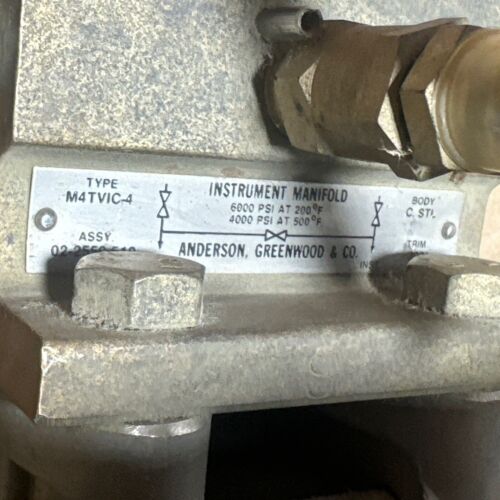 TYPE
M4TVIC-4
INSTRUMENT MANIFOLD
6000 PSI AT 200°F
4000 PSI AT 500°F
BODY
C. STL.
ASSY
ANDERSON, GREENWOOD & CO.
TRIM